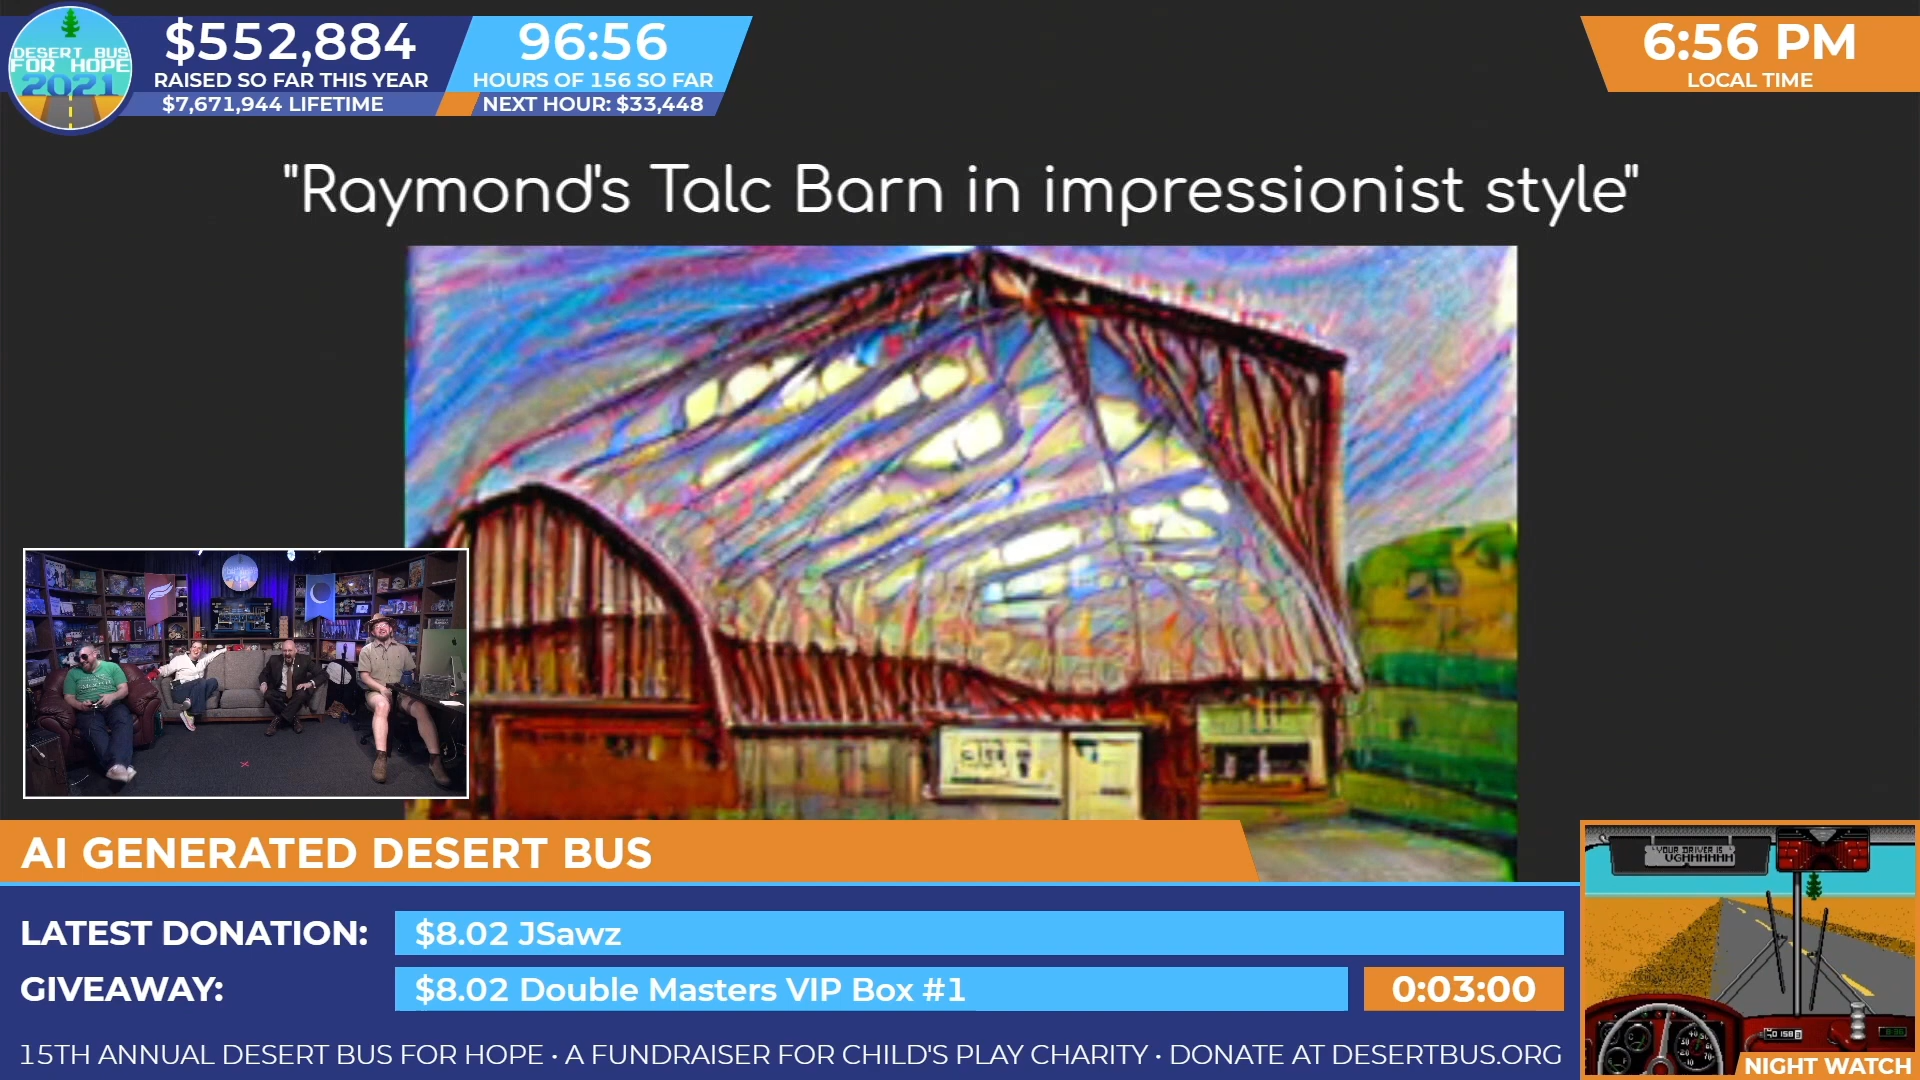 DESERT BUS
FOR HOPE
2021
$552,884
RAISED SO FAR THIS YEAR
$7,671,944 LIFETIME
96:56
HOURS OF 156 SO FAR
NEXT HOUR: $33,448
6:56 PM
LOCAL TIME
"Raymond's Talc Barn in impressionist style"
AI GENERATED DESERT BUS
LATEST DONATION:
$8.02 JSawz
GIVEAWAY:
$8.02 Double Masters VIP Box #1
0:03:00
15TH ANNUAL DESERT BUS FOR HOPE • A FUNDRAISER FOR CHILD'S PLAY CHARITY • DONATE AT DESERTBUS.ORG
YOUR DRIVER IS
UGHHHHHH
NIGHT WATCH